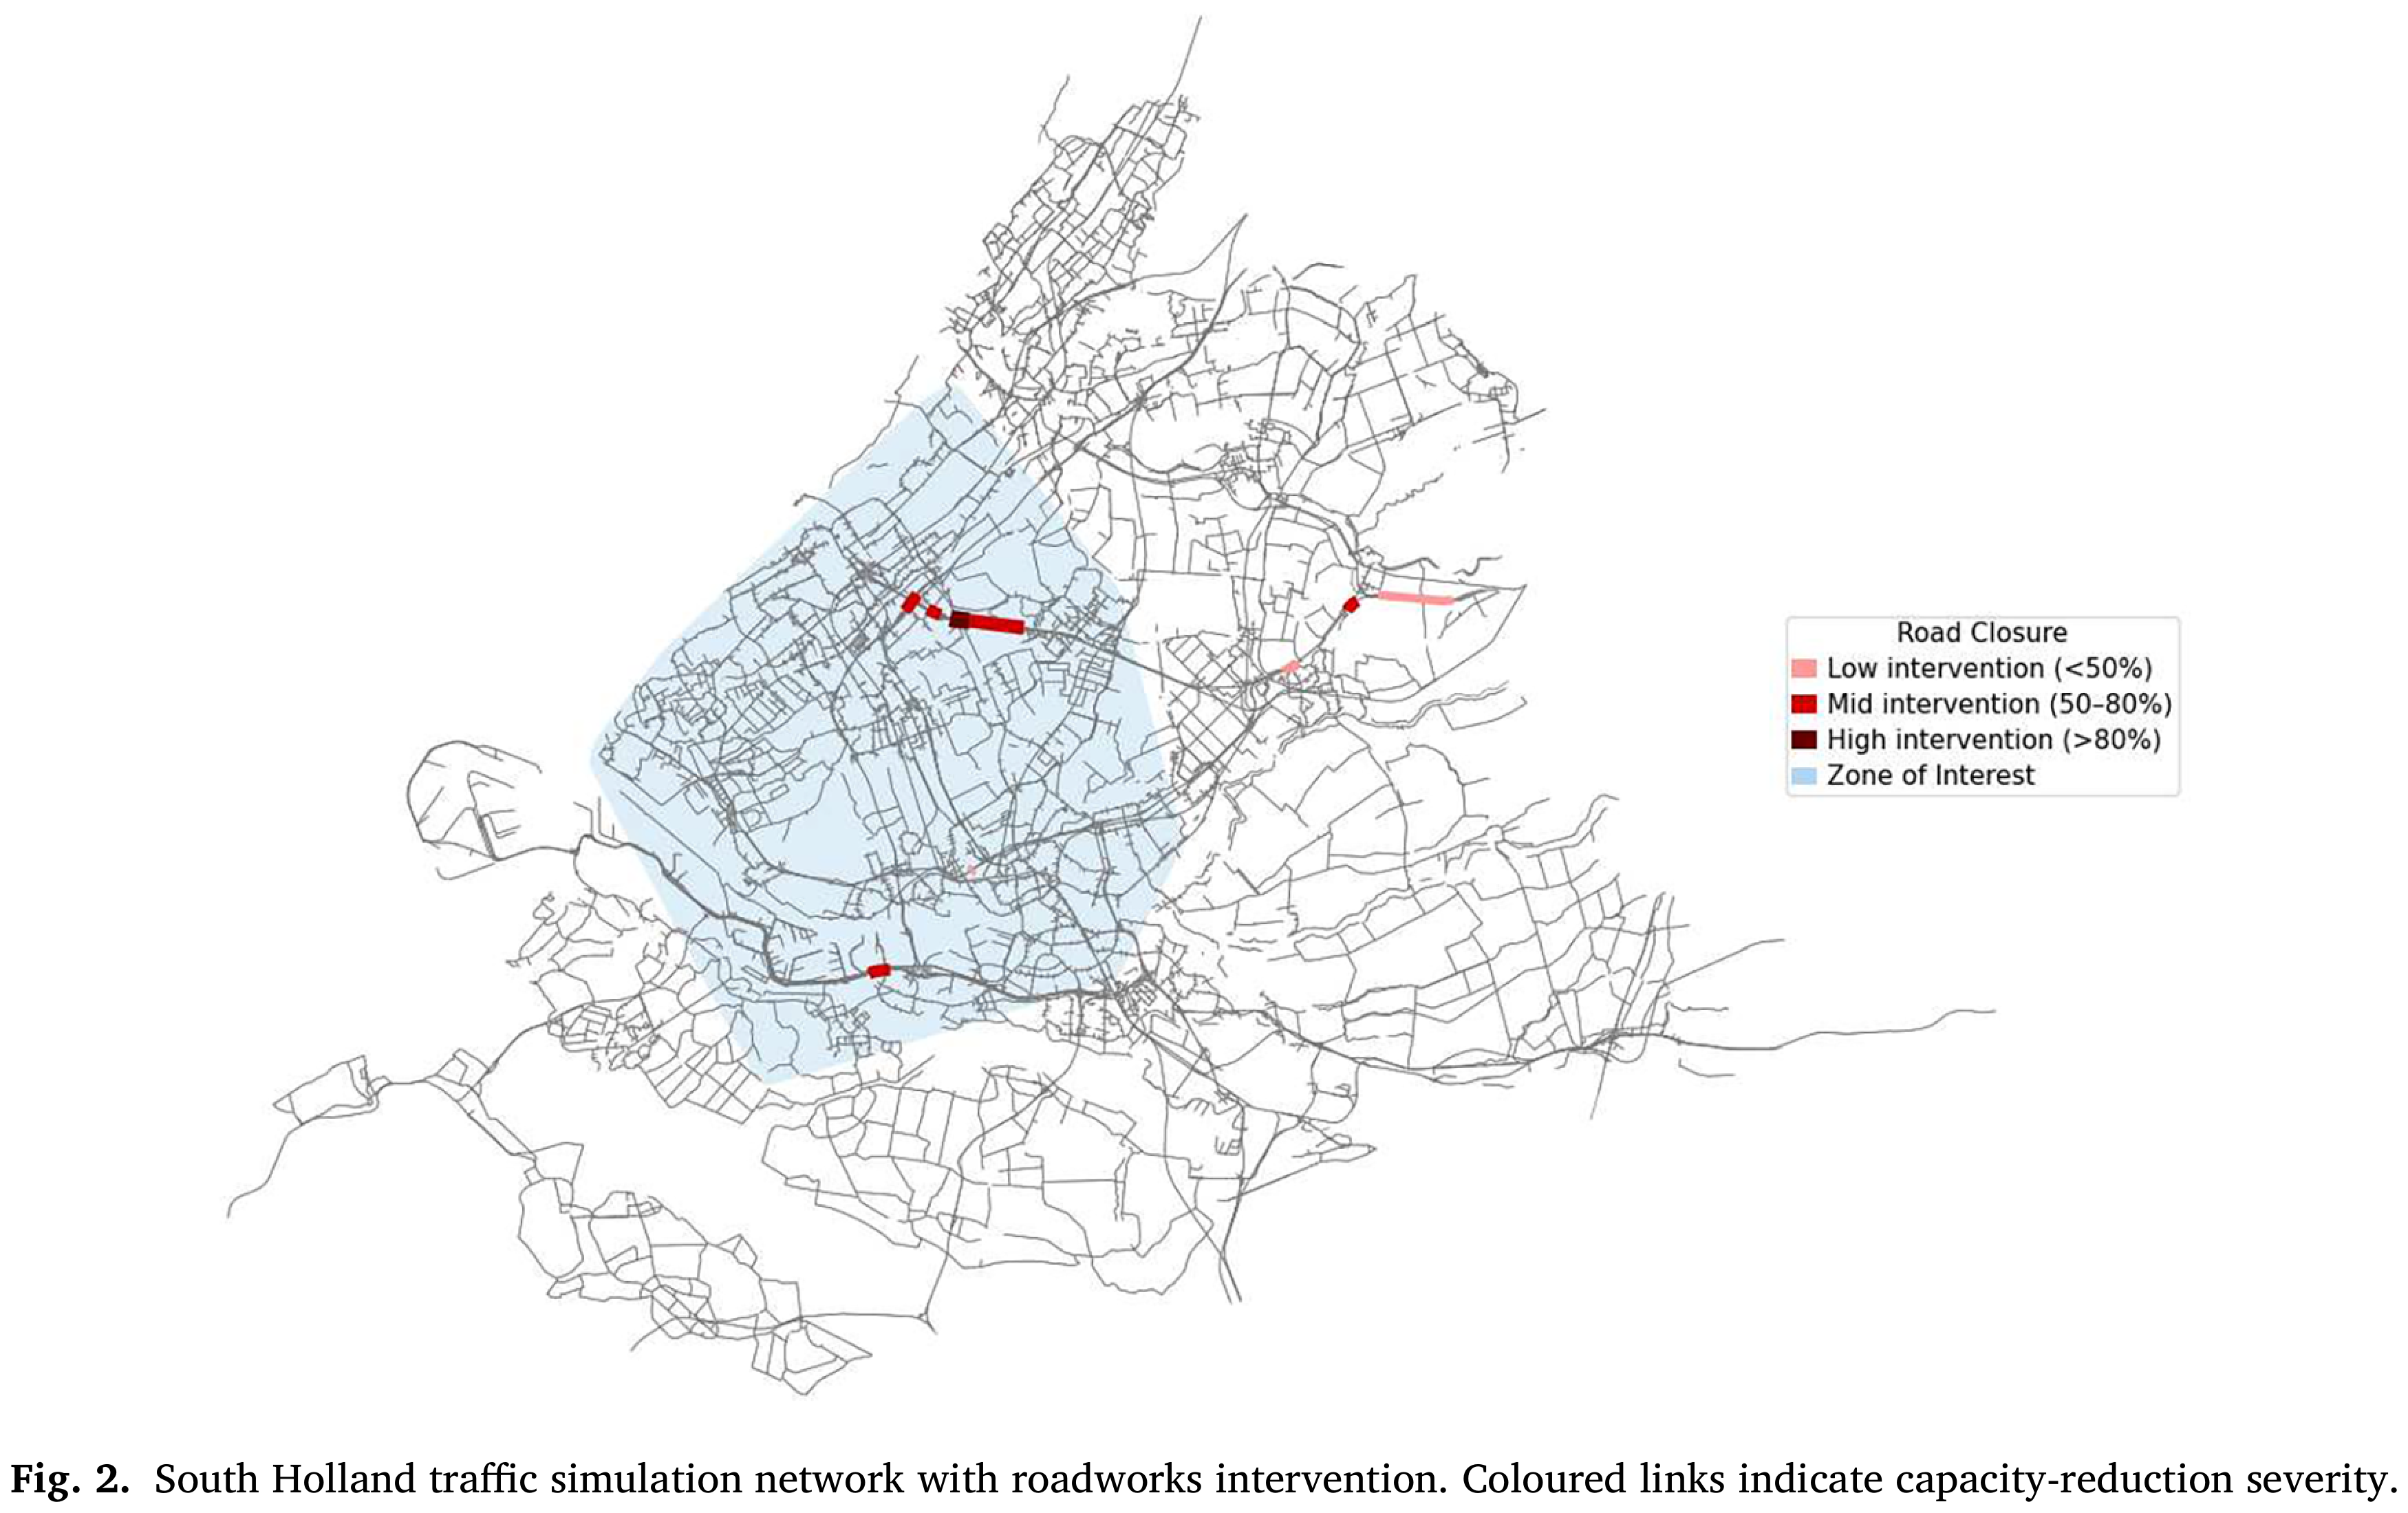 Road Closure
Low intervention (<50%)
Mid intervention (50–80%)
High intervention (>80%)
Zone of Interest
Fig. 2. South Holland traffic simulation network with roadworks intervention. Coloured links indicate capacity-reduction severity.